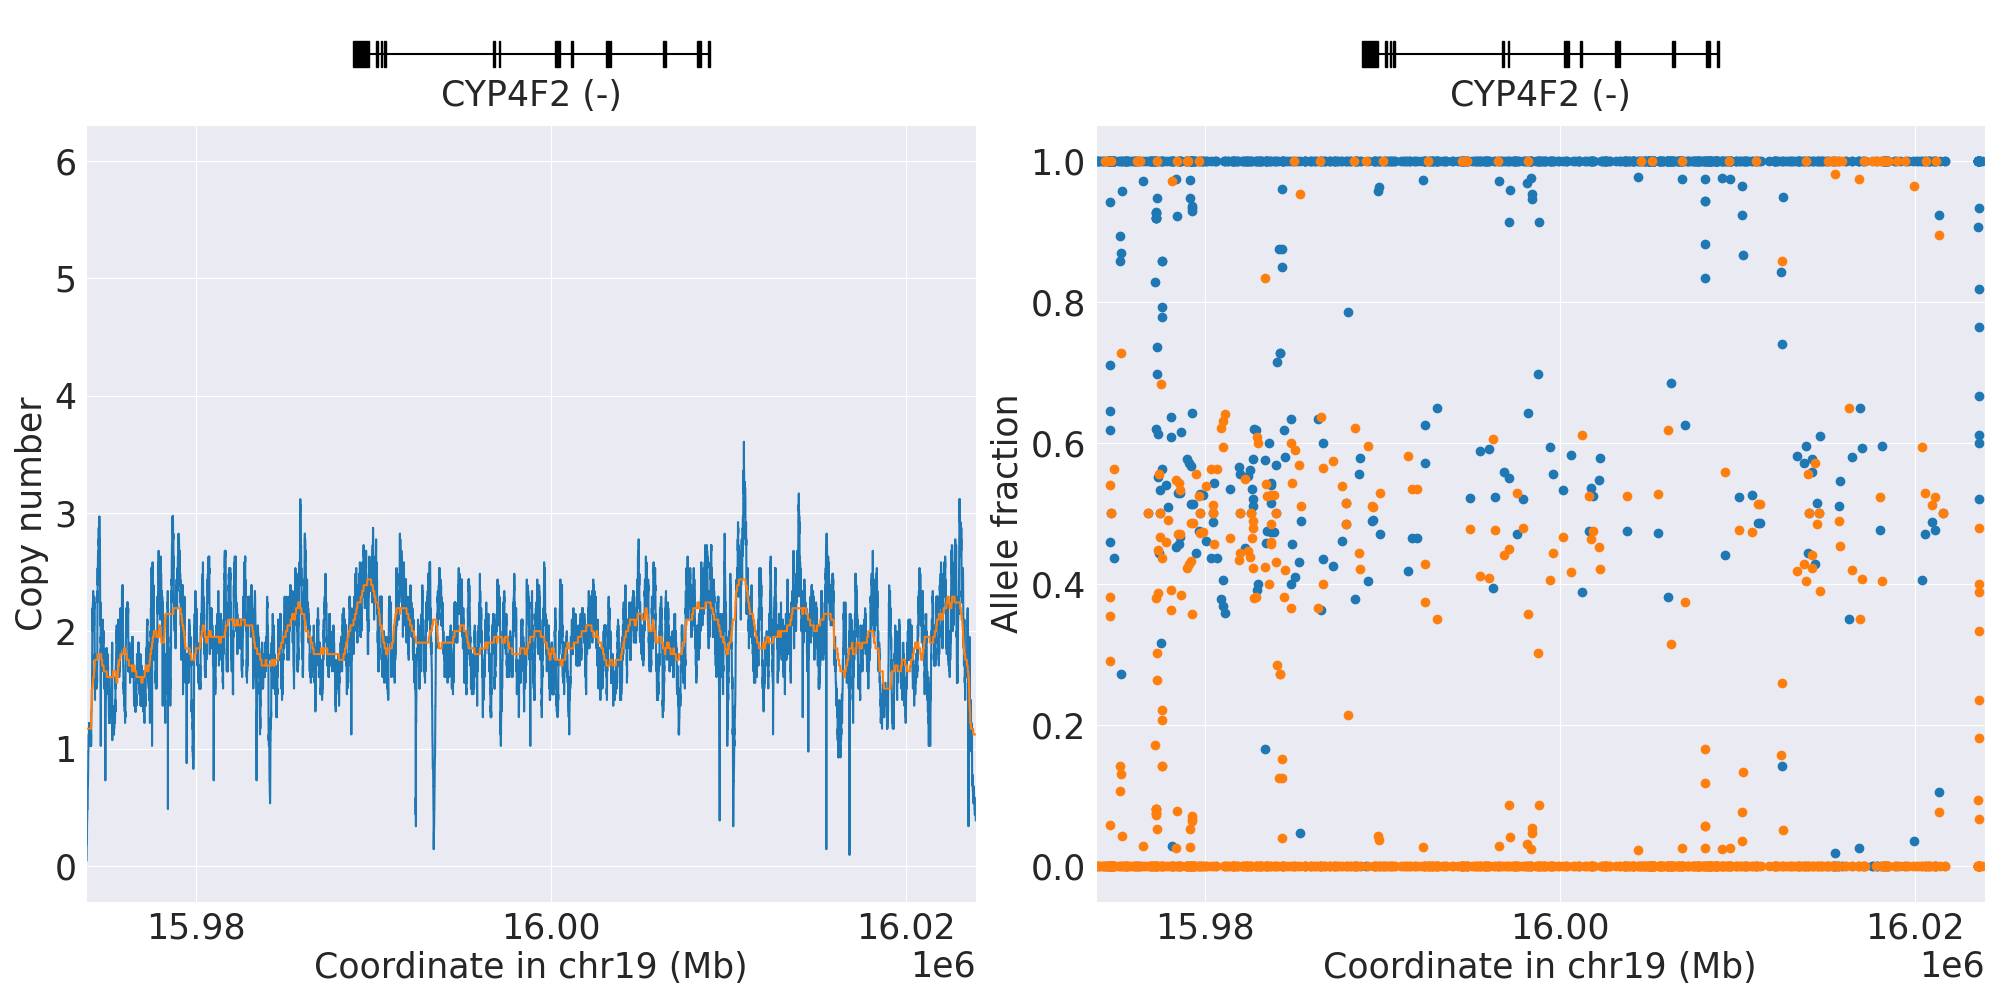 CYP4F2 (-)
6
5
4
3
2
1
0
Copy number
15.98
16.00
16.02
Coordinate in chr19 (Mb)
1e6
CYP4F2 (-)
1.0
0.8
0.6
0.4
0.2
0.0
Allele fraction
15.98
16.00
16.02
Coordinate in chr19 (Mb)
1e6